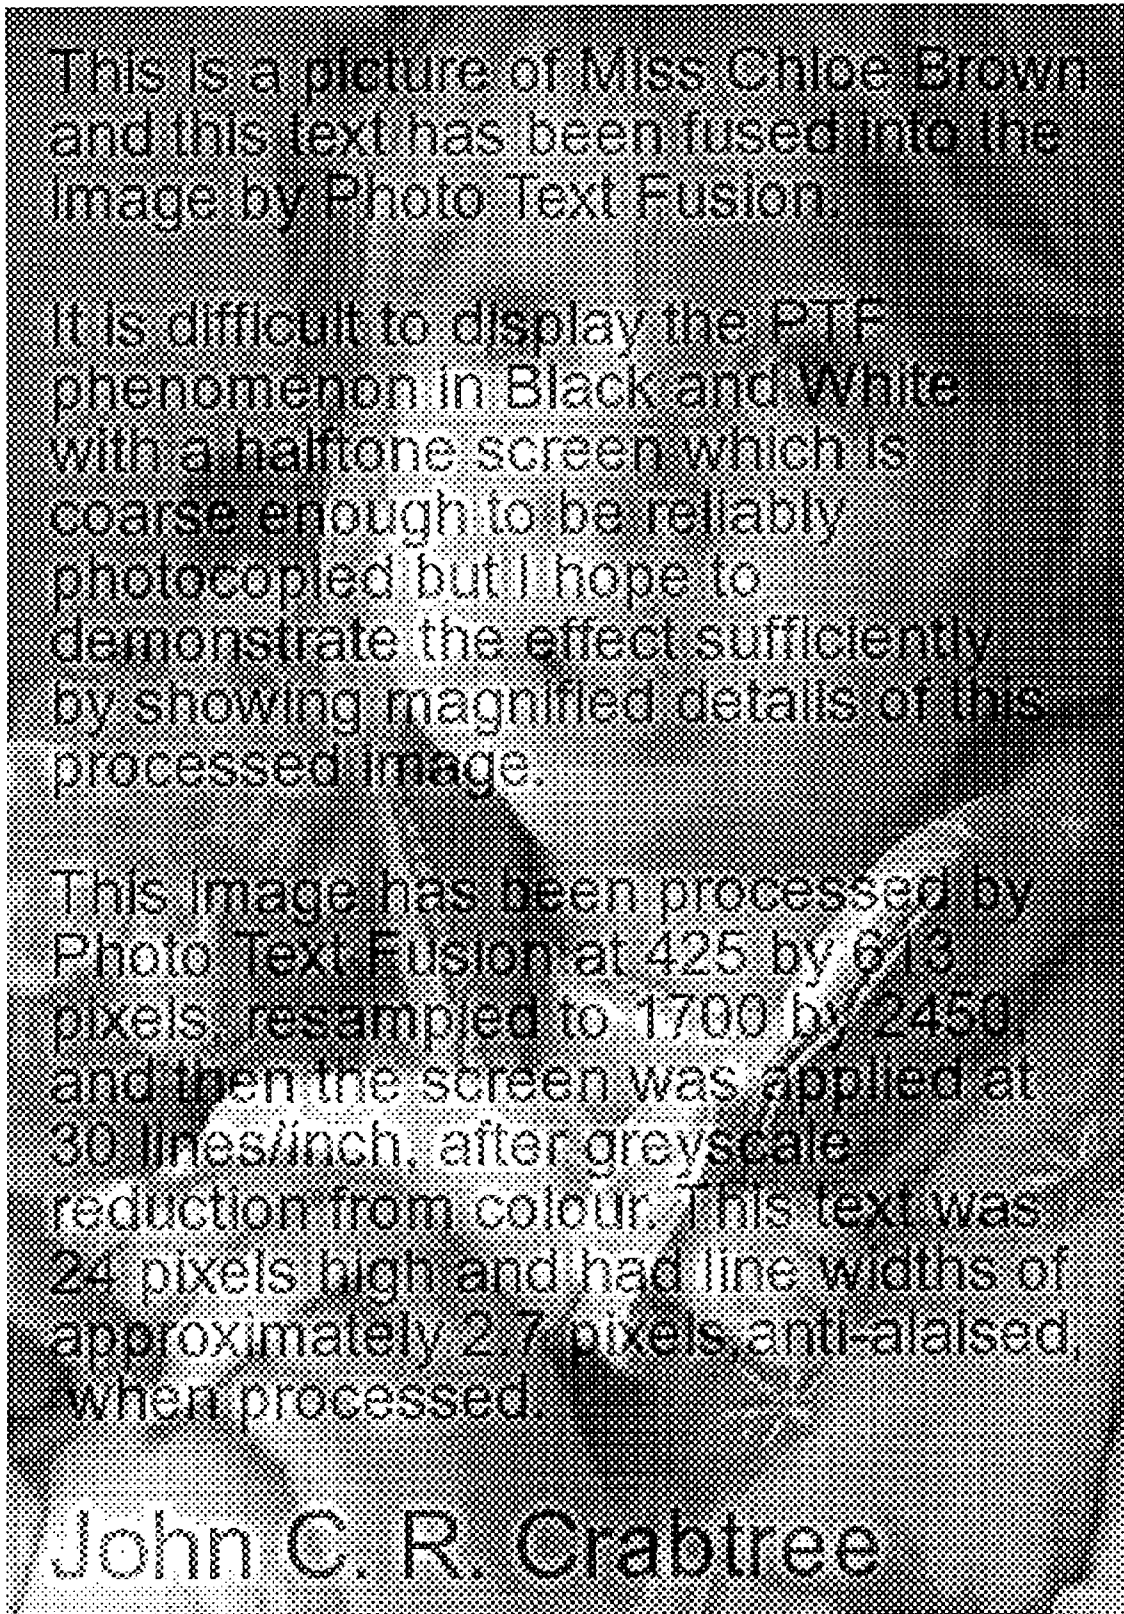 This is a picture of Miss Chloe Brown
and this text has been fused into the
image by Photo Text Fusion.
It is difficult to display the PTF
phenomenon in Black and White
with a halftone screen which is
coarse enough to be reliably
photocopied but I hope to
demonstrate the effect sufficiently
by showing magnified details of this
processed image.
This image has been processed by
Photo Text Fusion at 425 by 613
pixels, resampled to 1700 by 2450,
and then the screen was applied at
30 lines/inch, after greyscale
reduction from colour. This text was
24 pixels high and had line widths of
approximately 2.7 pixels,anti-alaised,
when processed.
John C. R. Crabtree